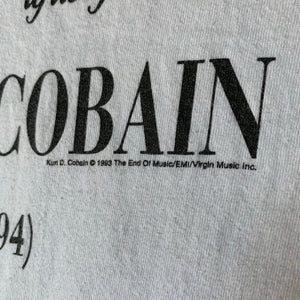 COBAIN
Kurt D. Cobain © 1993 The End Of Music/EMI/Virgin Music Inc.
94)